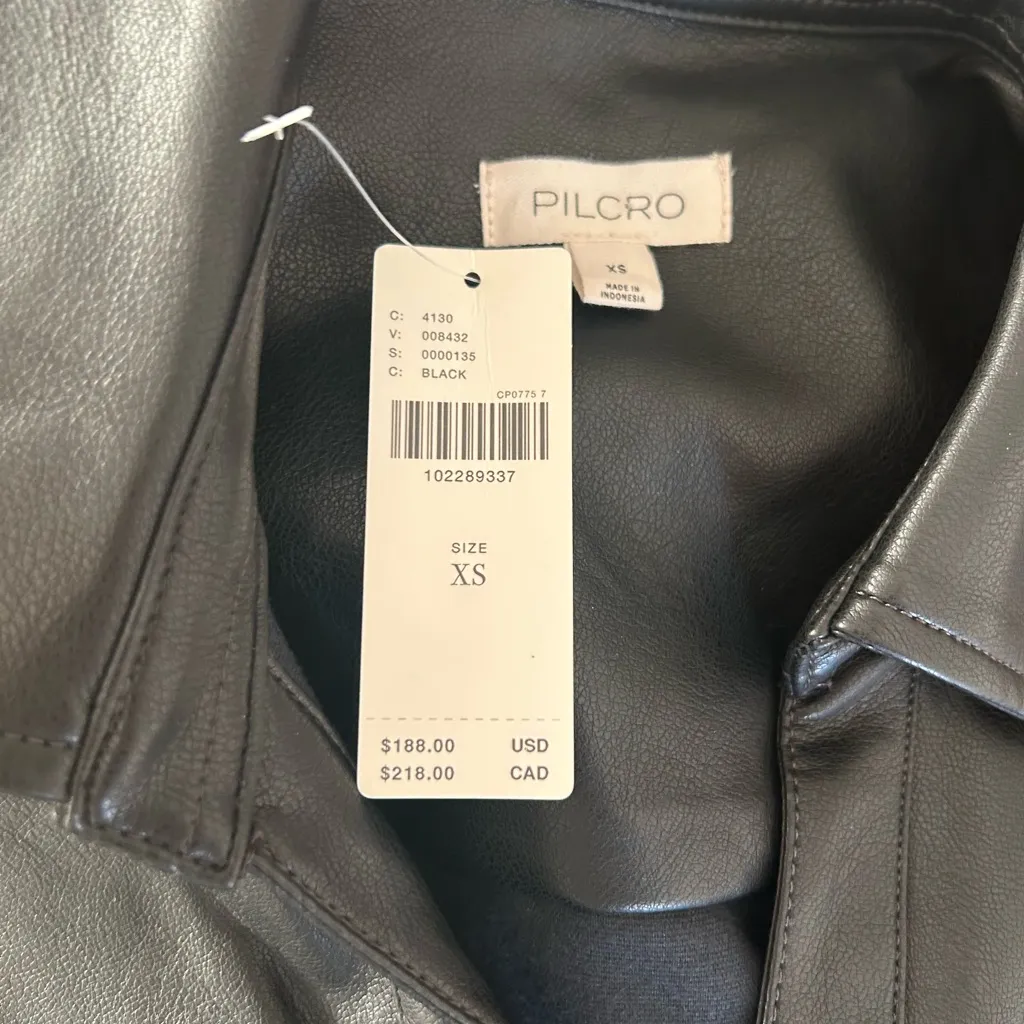 PILCRO
XS
MADE IN
INDONESIA
C: 4130
V: 008432
S: 0000135
C: BLACK
CP0775 7
102289337
SIZE
XS
$188.00 USD
$218.00 CAD